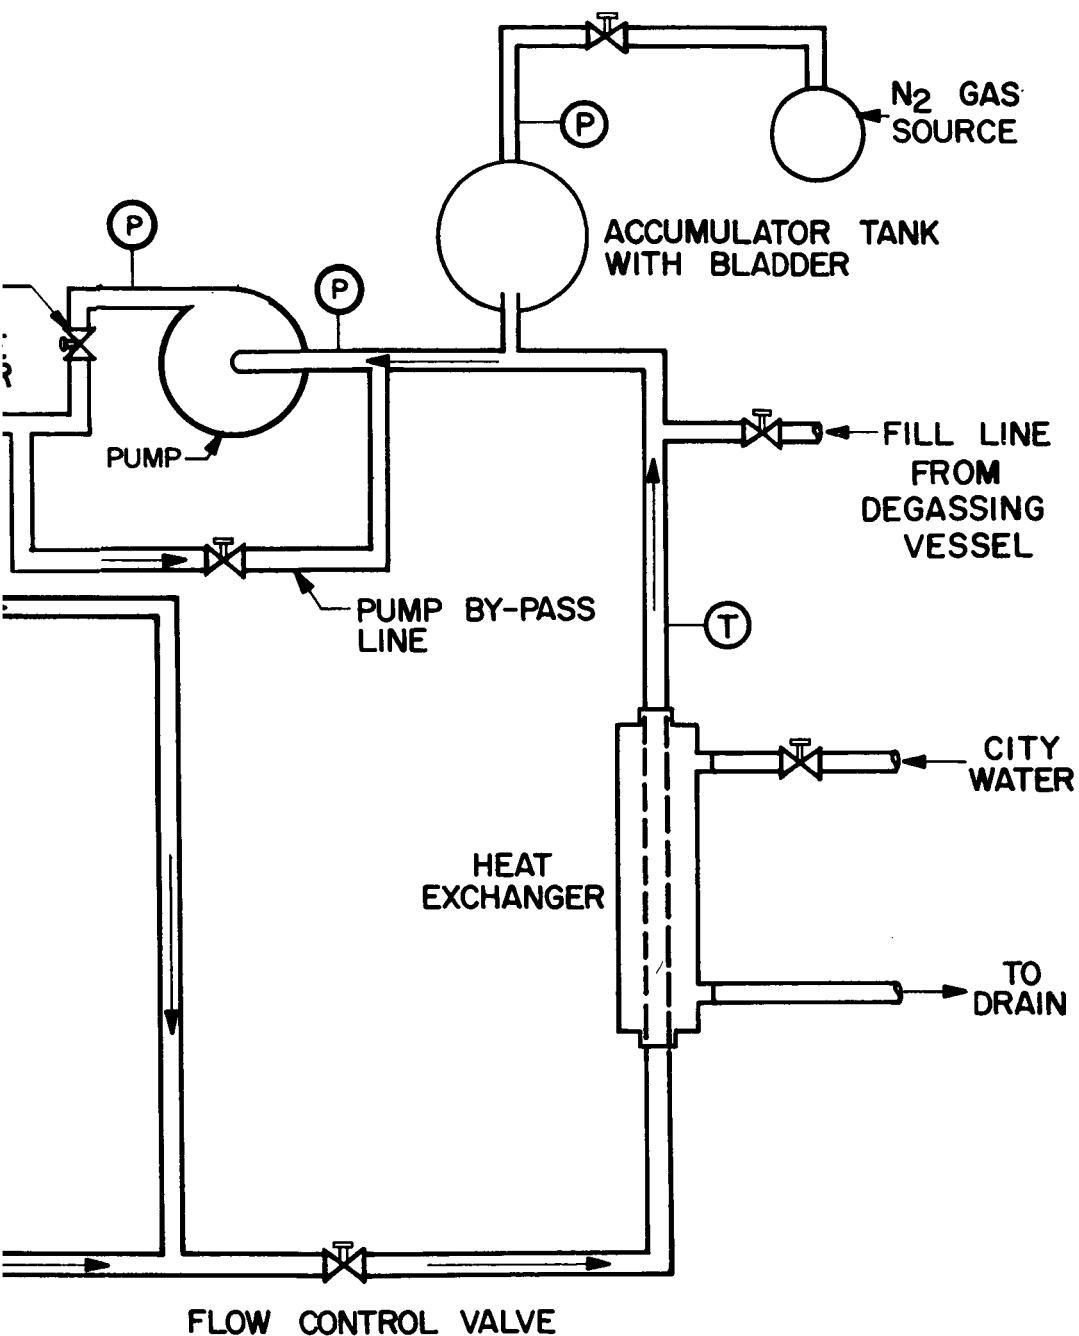 N2 GAS
SOURCE
P
ACCUMULATOR TANK
WITH BLADDER
P
P
R
PUMP
FILL LINE
FROM
DEGASSING
VESSEL
PUMP BY-PASS
LINE
T
CITY
WATER
HEAT
EXCHANGER
TO
DRAIN
FLOW CONTROL VALVE